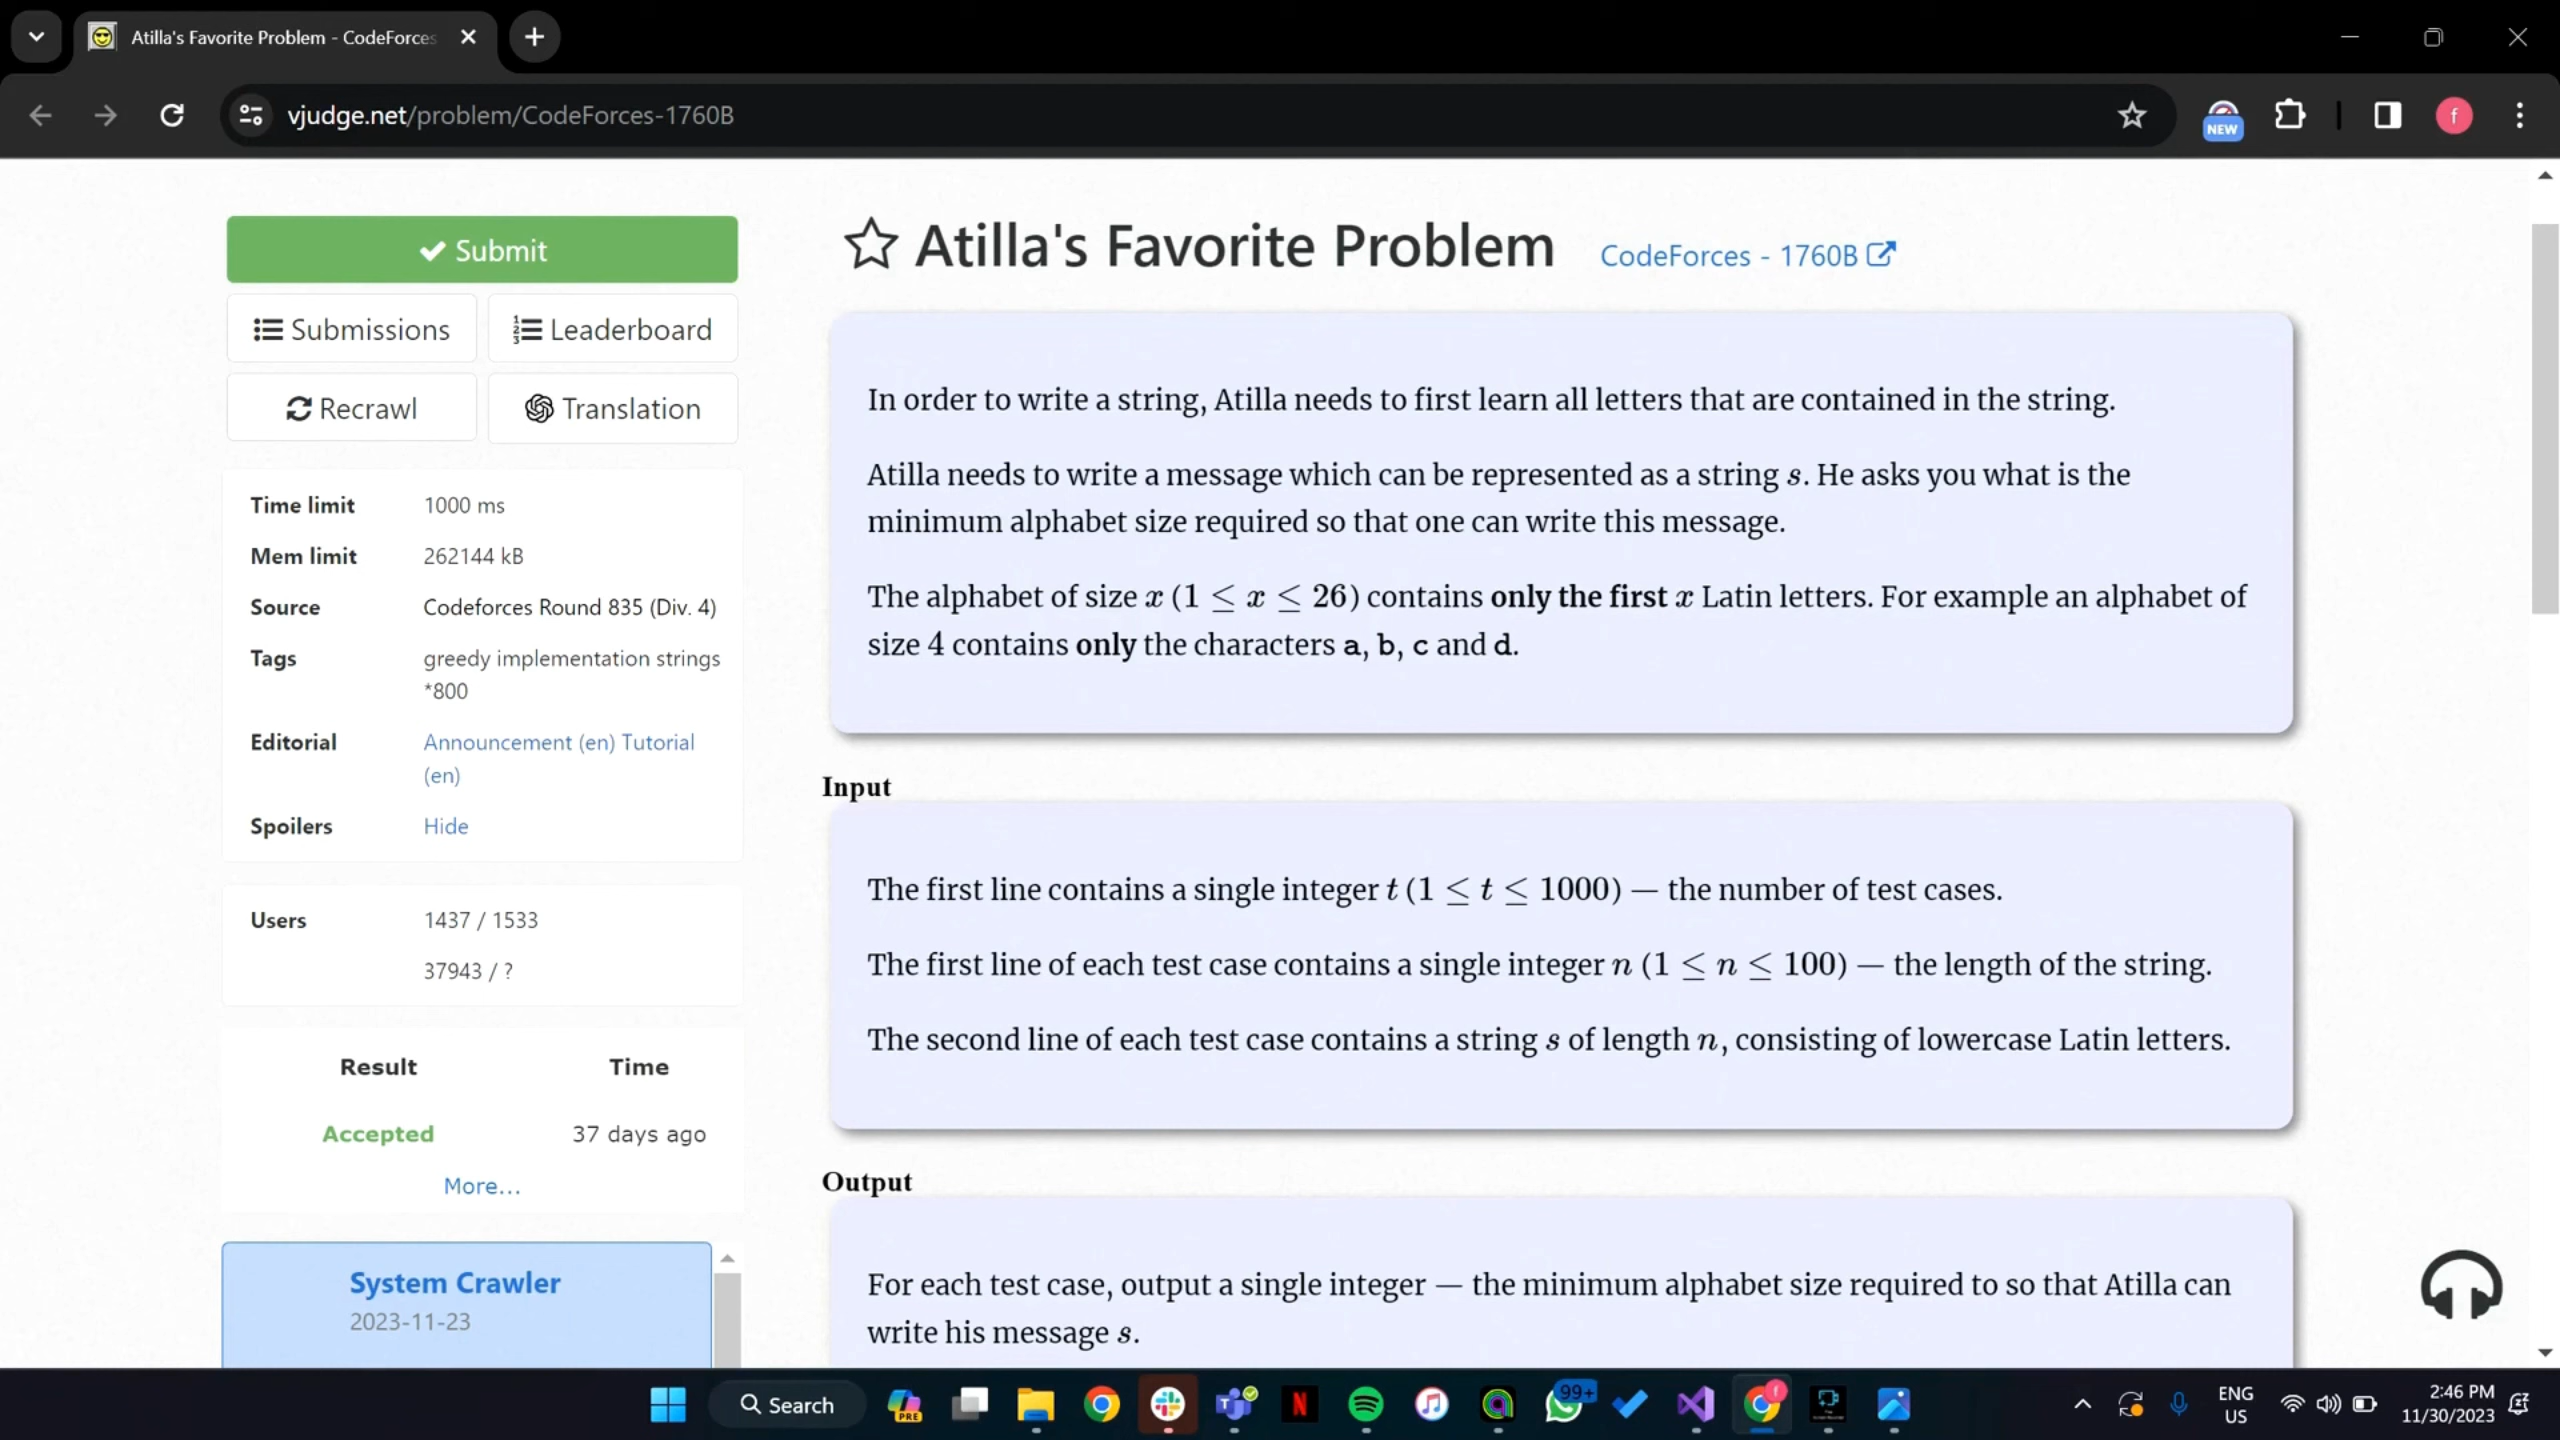 Atilla's Favorite Problem - CodeForces
vjudge.net/problem/CodeForces-1760B
NEW
f
Submit
Submissions
Leaderboard
Recrawl
Translation
Time limit 1000 ms
Mem limit 262144 kB
Source Codeforces Round 835 (Div. 4)
Tags greedy implementation strings
*800
Editorial Announcement (en) Tutorial
(en)
Spoilers Hide
Users 1437 / 1533
37943 / ?
Result Time
Accepted 37 days ago
More...
System Crawler
2023-11-23
Atilla's Favorite Problem CodeForces - 1760B
In order to write a string, Atilla needs to first learn all letters that are contained in the string.
Atilla needs to write a message which can be represented as a string s. He asks you what is the
minimum alphabet size required so that one can write this message.
The alphabet of size x (1 ≤ x ≤ 26) contains only the first x Latin letters. For example an alphabet of
size 4 contains only the characters a, b, c and d.
Input
The first line contains a single integer t (1 ≤ t ≤ 1000) — the number of test cases.
The first line of each test case contains a single integer n (1 ≤ n ≤ 100) — the length of the string.
The second line of each test case contains a string s of length n, consisting of lowercase Latin letters.
Output
For each test case, output a single integer — the minimum alphabet size required to so that Atilla can
write his message s.
Search
PRE
99+
ENG
US
2:46 PM
11/30/2023